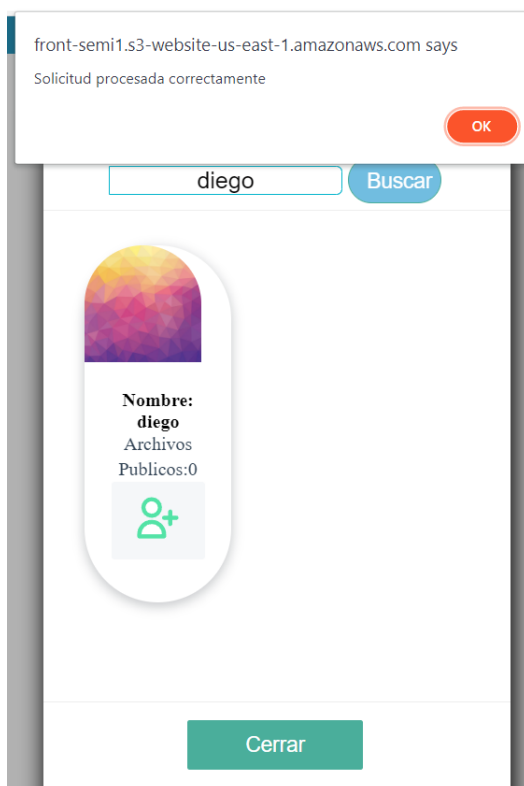 front-semi1.s3-website-us-east-1.amazonaws.com says
Solicitud procesada correctamente
OK
diego Buscar
Nombre:
diego
Archivos
Publicos:0
Cerrar